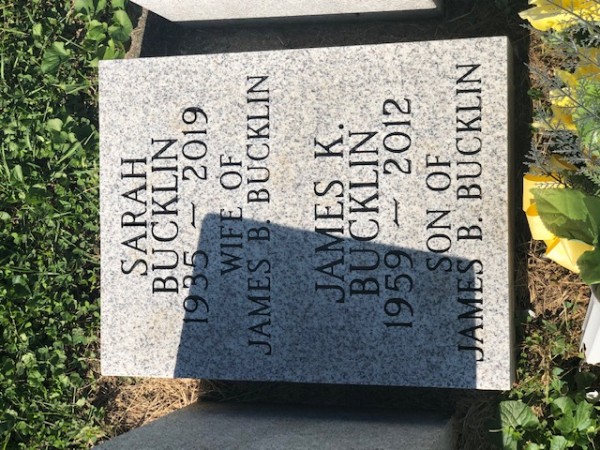 SARAH
BUCKLIN
1935 — 2019
WIFE OF
JAMES B. BUCKLIN
JAMES K.
BUCKLIN
1959 — 2012
SON OF
JAMES B. BUCKLIN